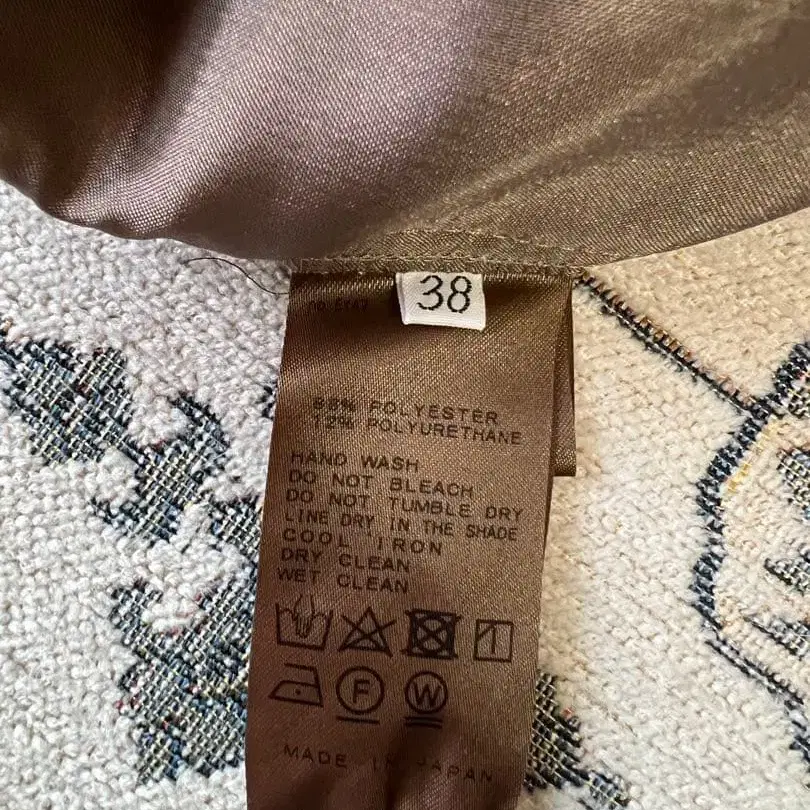 38
88% POLYESTER
12% POLYURETHANE
HAND WASH
DO NOT BLEACH
DO NOT TUMBLE DRY
LINE DRY IN THE SHADE
COOL IRON
DRY CLEAN
WET CLEAN
F W
MADE IN JAPAN